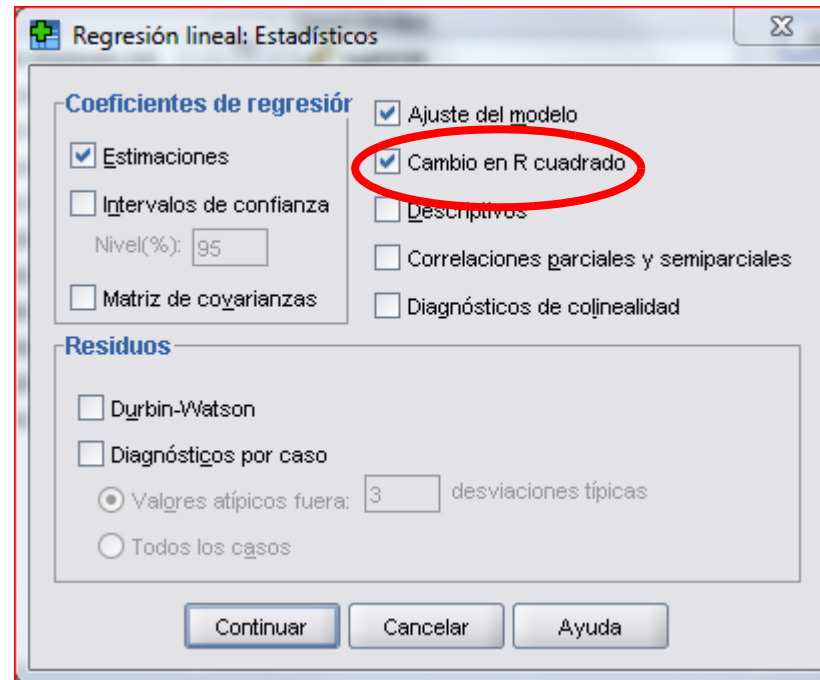 Regresión lineal: Estadísticos
Coeficientes de regresiór
Estimaciones
Intervalos de confianza
Nivel(%): 95
Matriz de covarianzas
Ajuste del modelo
Cambio en R cuadrado
Descriptivos
Correlaciones parciales y semiparciales
Diagnósticos de colinealidad
Residuos
Durbin-Watson
Diagnósticos por caso
Valores atípicos fuera: 3 desviaciones típicas
Todos los casos
Continuar Cancelar Ayuda